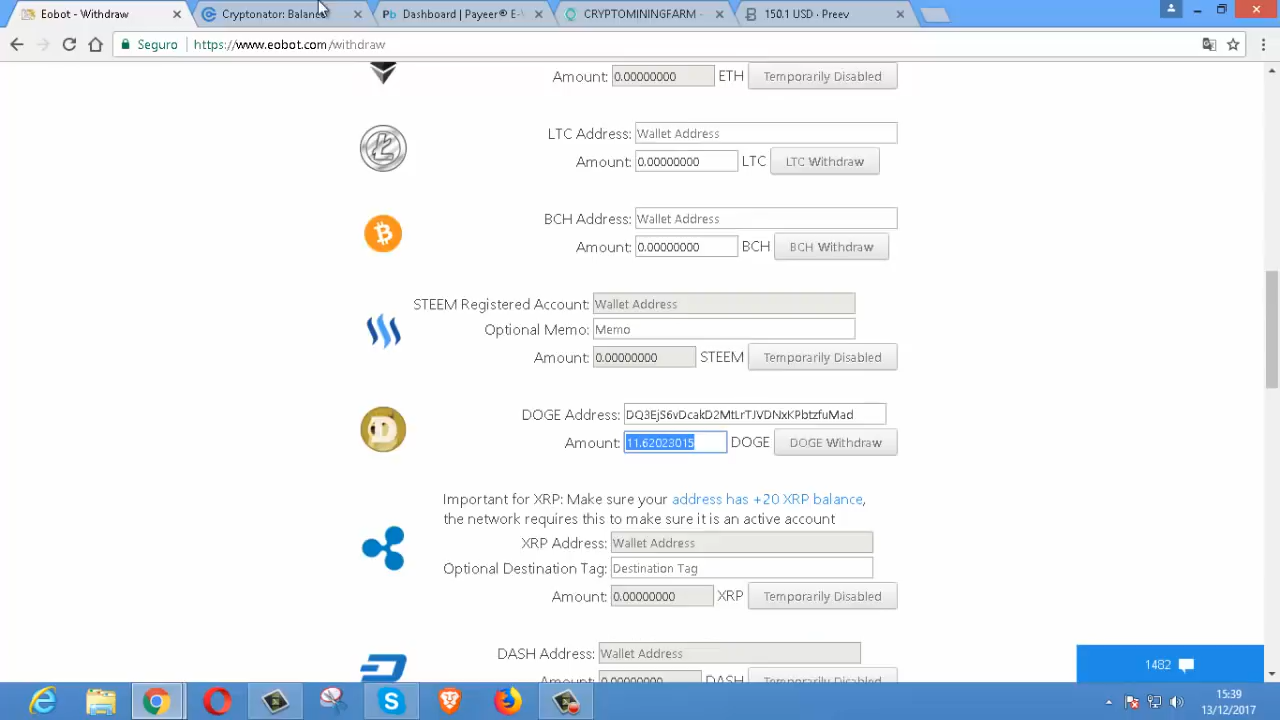 Eobot - Withdraw
Cryptonator: Balance
Dashboard | Payeer® E-W
CRYPTOMININGFARM -
150.1 USD - Preev
Seguro
https://www.eobot.com/withdraw
Amount: 0.00000000 ETH Temporarily Disabled
LTC Address: Wallet Address
Amount: 0.00000000 LTC LTC Withdraw
BCH Address: Wallet Address
Amount: 0.00000000 BCH BCH Withdraw
STEEM Registered Account: Wallet Address
Optional Memo: Memo
Amount: 0.00000000 STEEM Temporarily Disabled
DOGE Address: DQ3EjS6vDcakD2MtLrTJVDNxKPbtzfuMad
Amount: 11.62023015 DOGE DOGE Withdraw
Important for XRP: Make sure your address has +20 XRP balance,
the network requires this to make sure it is an active account
XRP Address: Wallet Address
Optional Destination Tag: Destination Tag
Amount: 0.00000000 XRP Temporarily Disabled
DASH Address: Wallet Address
Amount: 0.00000000 DASH Temporarily Disabled
1482
15:39
13/12/2017